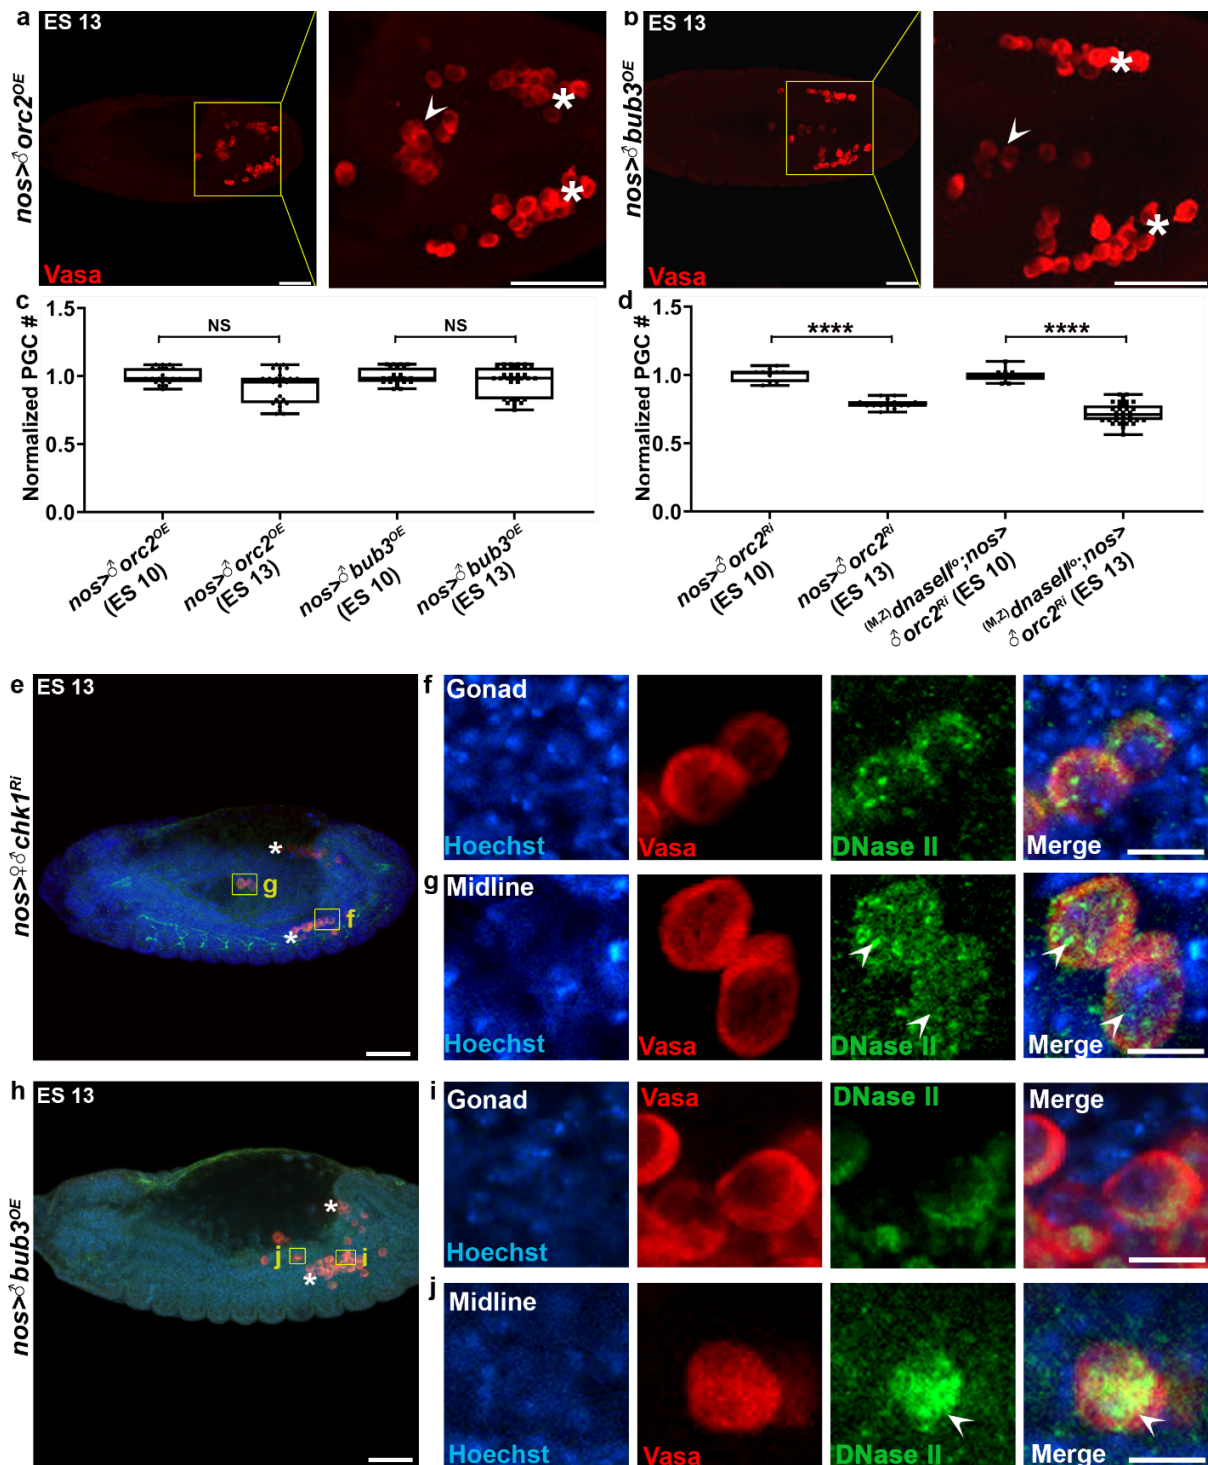 a
ES 13
nos>♂orc2OE
Vasa
*
*
b
ES 13
nos>♂bub3OE
Vasa
*
*
c
Normalized PGC #
1.5
1.0
0.5
0.0
NS
NS
nos>♂orc2OE
(ES 10)
nos>♂orc2OE
(ES 13)
nos>♂bub3OE
(ES 10)
nos>♂bub3OE
(ES 13)
d
Normalized PGC #
1.5
1.0
0.5
0.0
****
****
nos>♂orc2Ri
(ES 10)
nos>♂orc2Ri
(ES 13)
(M,Z)dnaseIIlo;nos>
♂orc2Ri (ES 10)
(M,Z)dnaseIIlo;nos>
♂orc2Ri (ES 13)
e
ES 13
nos>♀♂chk1Ri
*
g
f
*
f
Gonad
Hoechst
Vasa
DNase II
Merge
g
Midline
Hoechst
Vasa
DNase II
Merge
h
ES 13
nos>♂bub3OE
*
j
i
*
i
Gonad
Hoechst
Vasa
DNase II
Merge
j
Midline
Hoechst
Vasa
DNase II
Merge